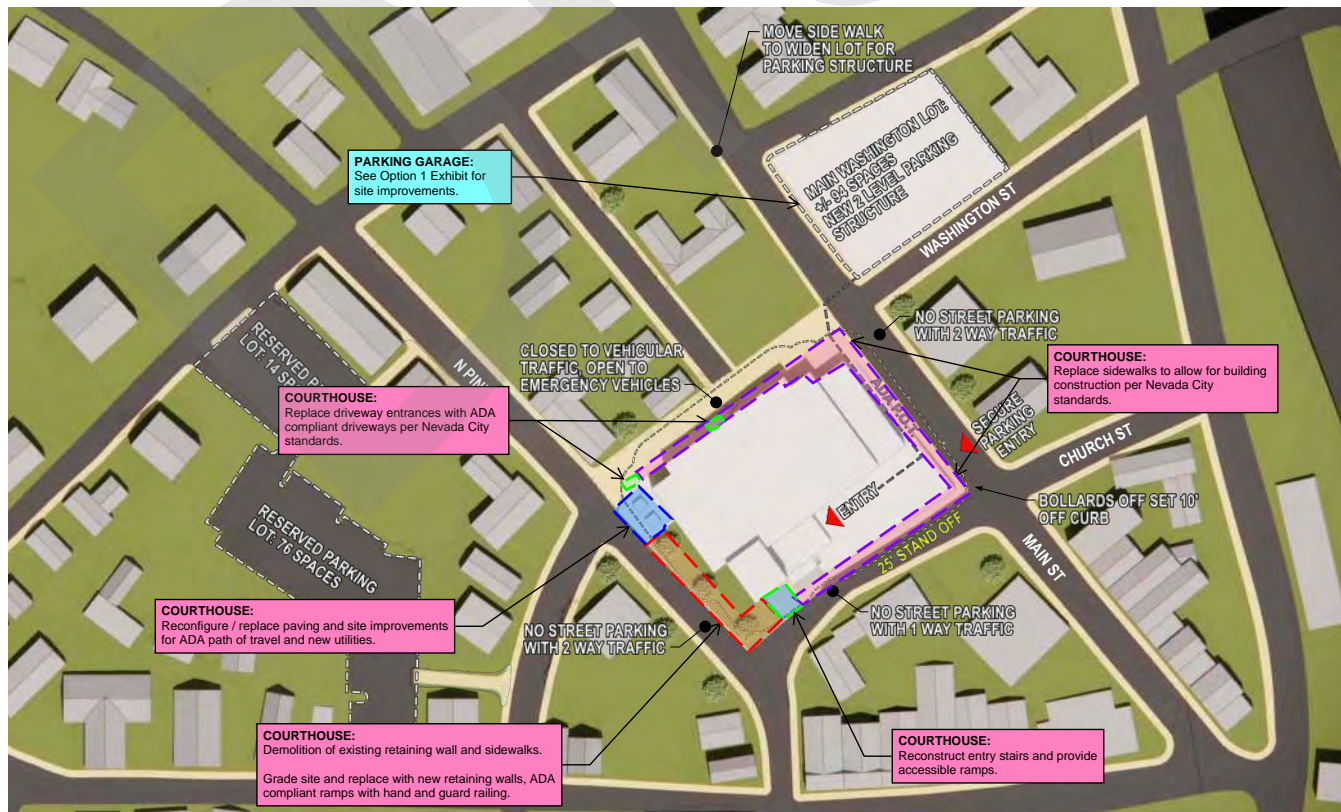 MOVE SIDE WALK
TO WIDEN LOT FOR
PARKING STRUCTURE
MAIN WASHINGTON LOT:
+/- 94 SPACES
NEW 2 LEVEL PARKING
STRUCTURE
WASHINGTON ST
PARKING GARAGE:
See Option 1 Exhibit for
site improvements.
RESERVED
LOT: 14
N PIN
CLOSED TO VEHICULAR
TRAFFIC, OPEN TO
EMERGENCY VEHICLES
NO STREET PARKING
WITH 2 WAY TRAFFIC
COURTHOUSE:
Replace sidewalks to allow for building
construction per Nevada City
standards.
COURTHOUSE:
Replace driveway entrances with ADA
compliant driveways per Nevada City
standards.
ADA P.O.T.
SECURE
PARKING
ENTRY
CHURCH ST
ENTRY
BOLLARDS OFF SET 10'
OFF CURB
RESERVED PARKING
LOT: 76 SPACES
25' STAND OFF
MAIN ST
COURTHOUSE:
Reconfigure / replace paving and site improvements
for ADA path of travel and new utilities.
NO STREET PARKING
WITH 2 WAY TRAFFIC
NO STREET PARKING
WITH 1 WAY TRAFFIC
COURTHOUSE:
Demolition of existing retaining wall and sidewalks.
Grade site and replace with new retaining walls, ADA
compliant ramps with hand and guard railing.
COURTHOUSE:
Reconstruct entry stairs and provide
accessible ramps.